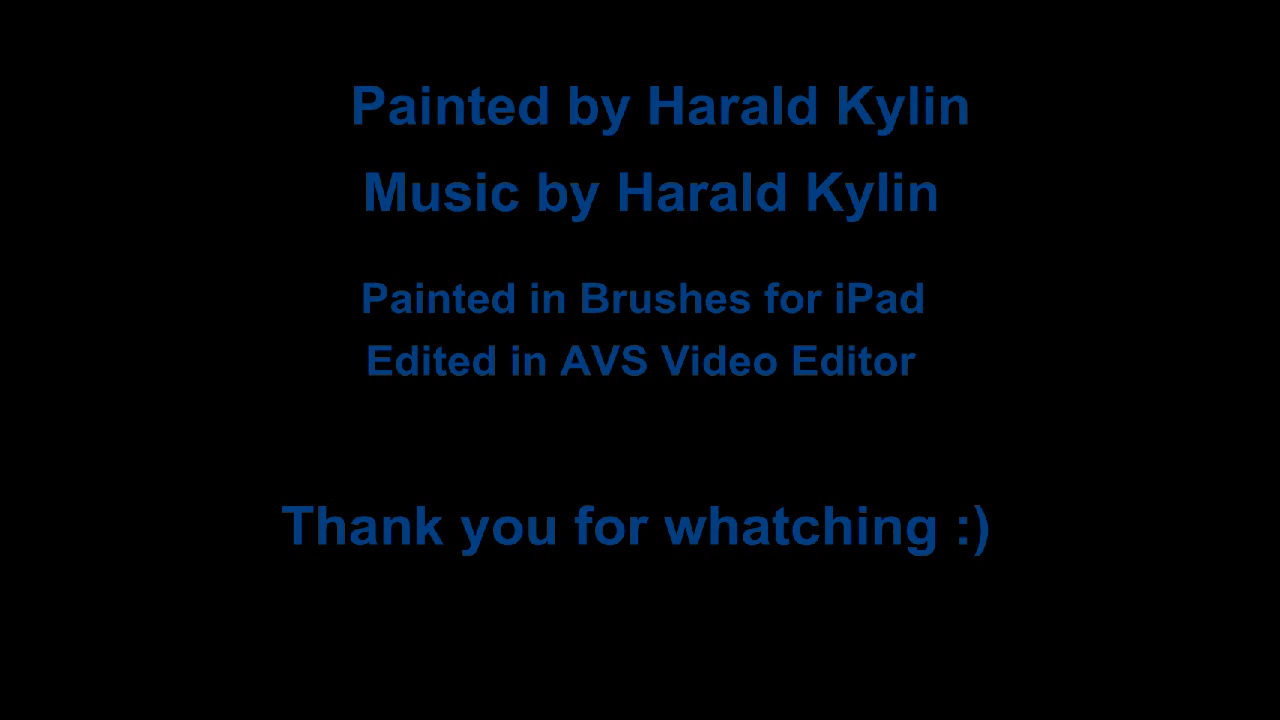 Painted by Harald Kylin
Music by Harald Kylin
Painted in Brushes for iPad
Edited in AVS Video Editor
Thank you for whatching :)